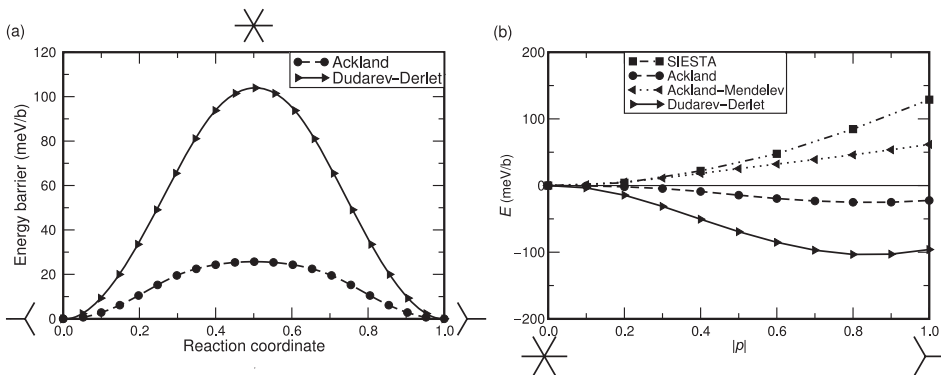 (a)
120
100
80
60
40
20
0
Energy barrier (meV/b)
Ackland
Dudarev-Derlet
0.0 0.2 0.4 0.6 0.8 1.0
Reaction coordinate
(b)
200
100
0
−100
−200
E (meV/b)
SIESTA
Ackland
Ackland-Mendelev
Dudarev-Derlet
0.0 0.2 0.4 0.6 0.8 1.0
|p|